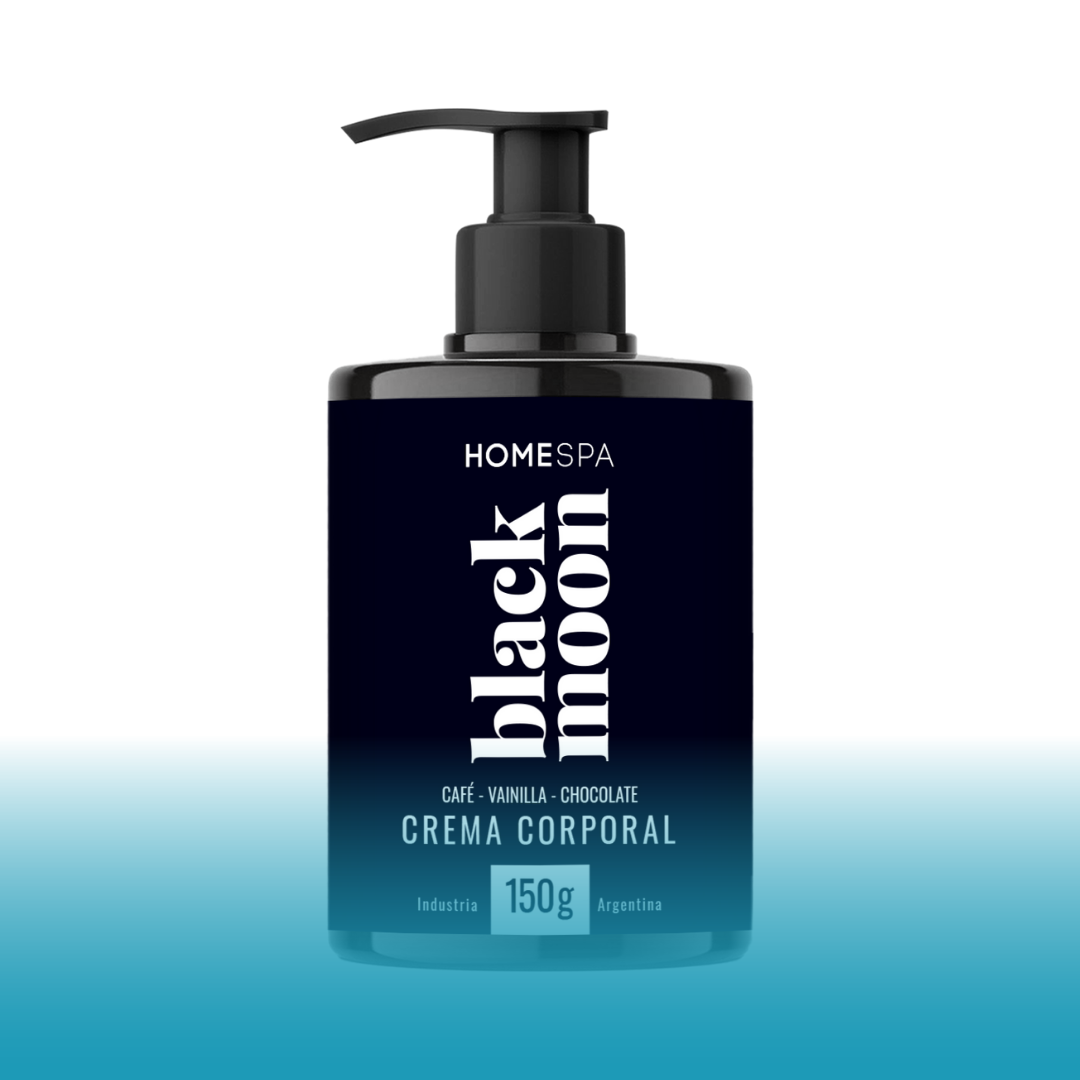 HOMESPA
black
moon
CAFÉ - VAINILLA - CHOCOLATE
CREMA CORPORAL
Industria 150g Argentina